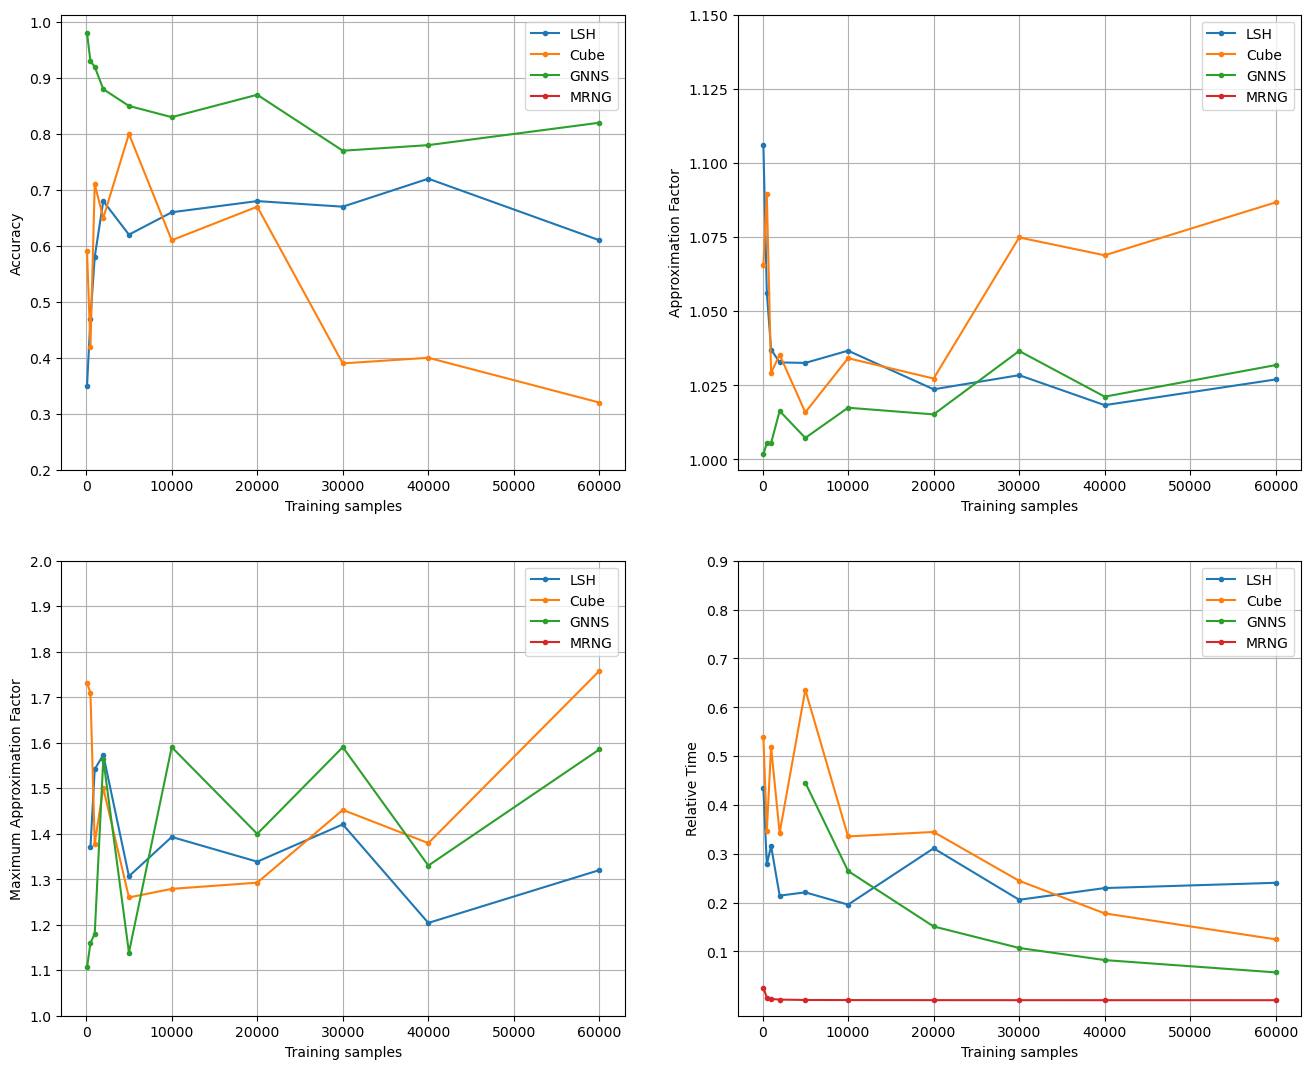 1.0
0.9
0.8
0.7
0.6
0.5
0.4
0.3
0.2
Accuracy
0 10000 20000 30000 40000 50000 60000
Training samples
LSH
Cube
GNNS
MRNG
1.150
1.125
1.100
1.075
1.050
1.025
1.000
Approximation Factor
0 10000 20000 30000 40000 50000 60000
Training samples
LSH
Cube
GNNS
MRNG
2.0
1.9
1.8
1.7
1.6
1.5
1.4
1.3
1.2
1.1
1.0
Maximum Approximation Factor
0 10000 20000 30000 40000 50000 60000
Training samples
LSH
Cube
GNNS
MRNG
0.9
0.8
0.7
0.6
0.5
0.4
0.3
0.2
0.1
Relative Time
0 10000 20000 30000 40000 50000 60000
Training samples
LSH
Cube
GNNS
MRNG